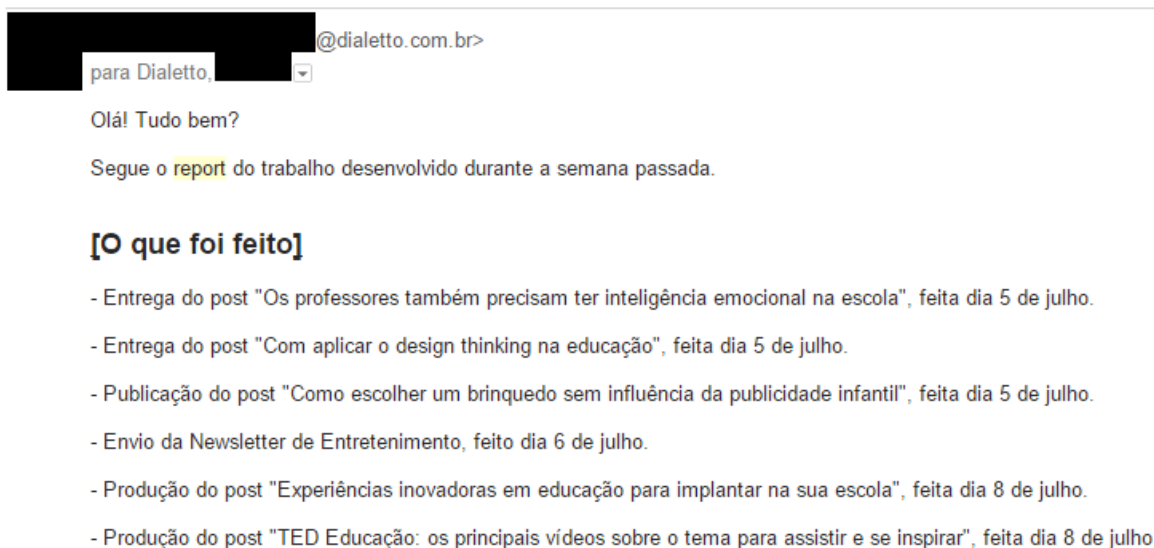 @dialetto.com.br>
para Dialetto,
Olá! Tudo bem?
Segue o report do trabalho desenvolvido durante a semana passada.
[O que foi feito]
- Entrega do post "Os professores também precisam ter inteligência emocional na escola", feita dia 5 de julho.
- Entrega do post "Com aplicar o design thinking na educação", feita dia 5 de julho.
- Publicação do post "Como escolher um brinquedo sem influência da publicidade infantil", feita dia 5 de julho.
- Envio da Newsletter de Entretenimento, feito dia 6 de julho.
- Produção do post "Experiências inovadoras em educação para implantar na sua escola", feita dia 8 de julho.
- Produção do post "TED Educação: os principais vídeos sobre o tema para assistir e se inspirar", feita dia 8 de julho